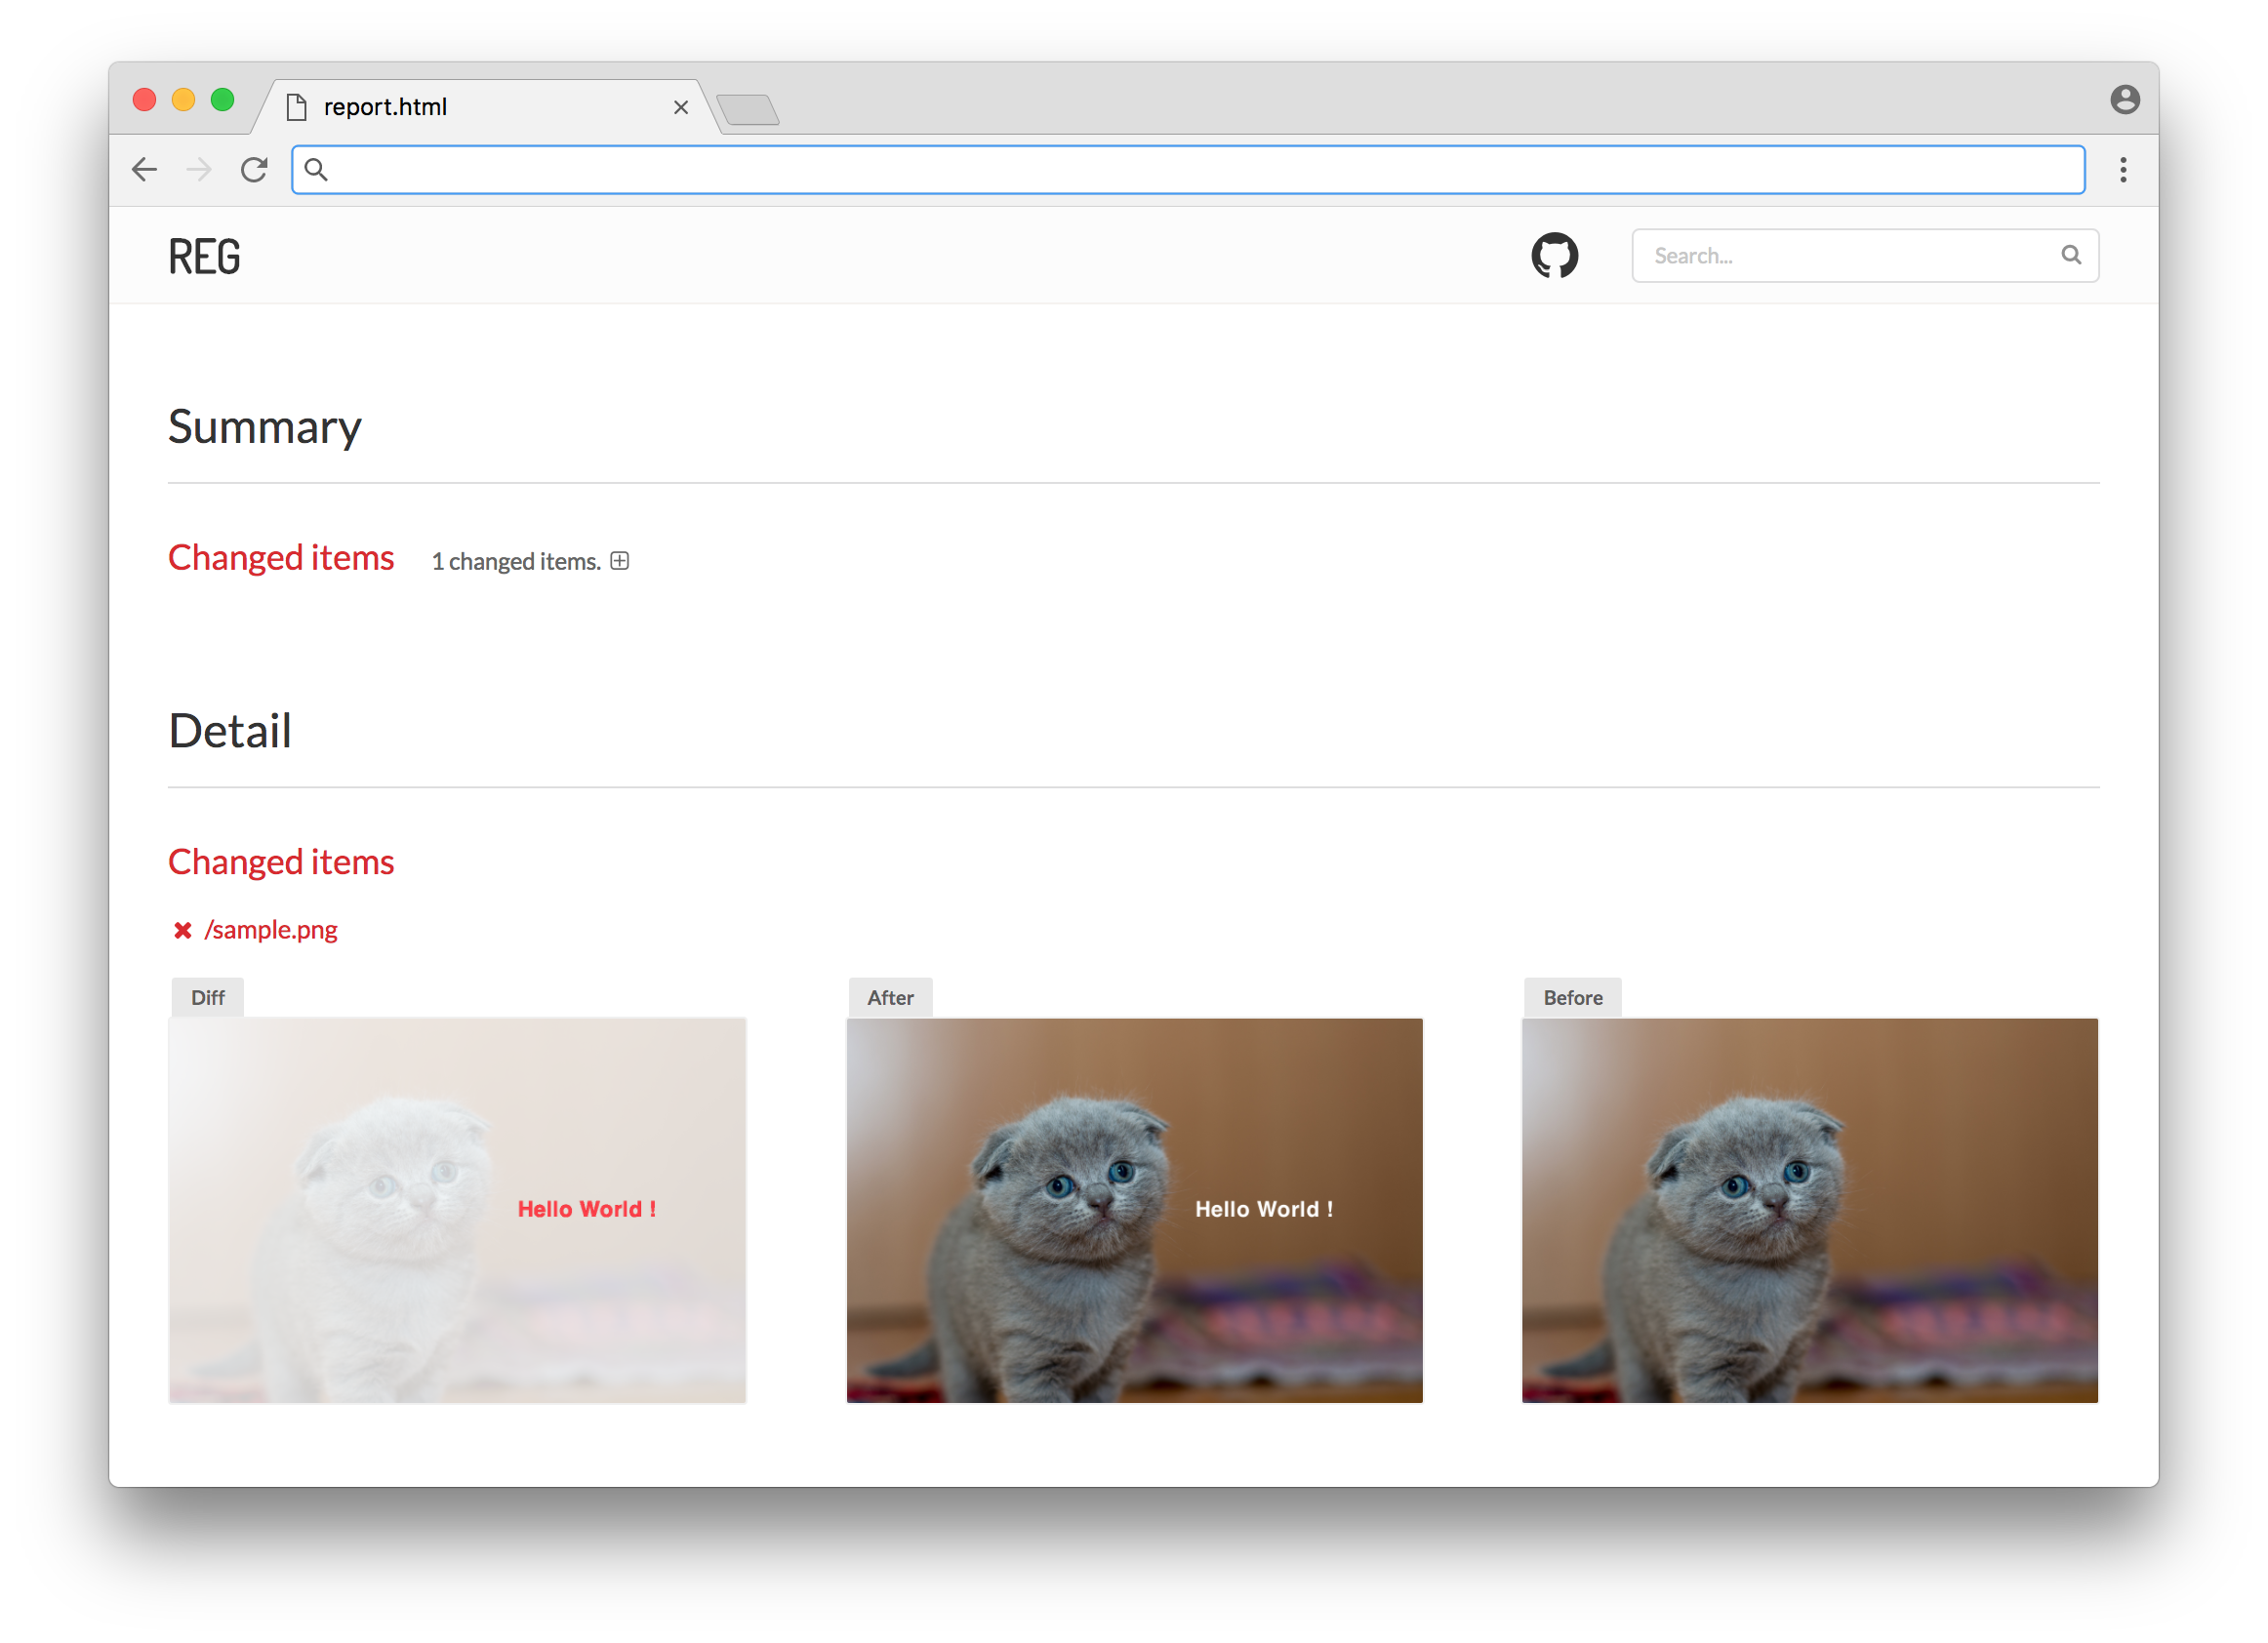 report.html
REG
Search...
Summary
Changed items 1 changed items.
Detail
Changed items
/sample.png
Diff
After
Before
Hello World !
Hello World !